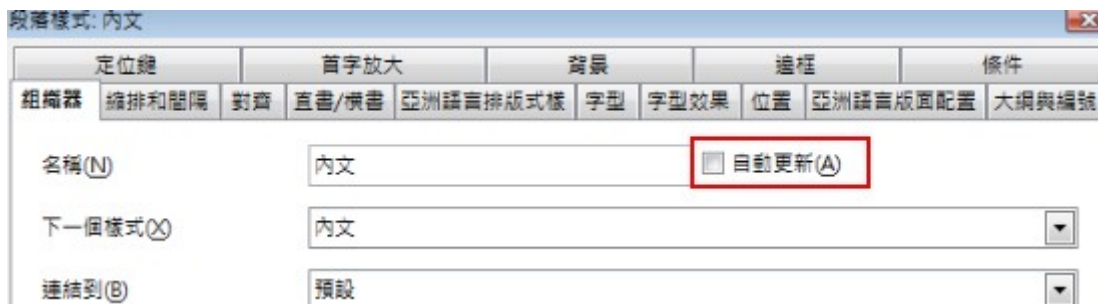 段落樣式: 內文
定位鍵 首字放大 背景 邊框 條件
組織器 縮排和間隔 對齊 直書/橫書 亞洲語言排版式樣 字型 字型效果 位置 亞洲語言版面配置 大綱與編號
名稱(N) 內文 自動更新(A)
下一個樣式(X) 內文
連結到(B) 預設